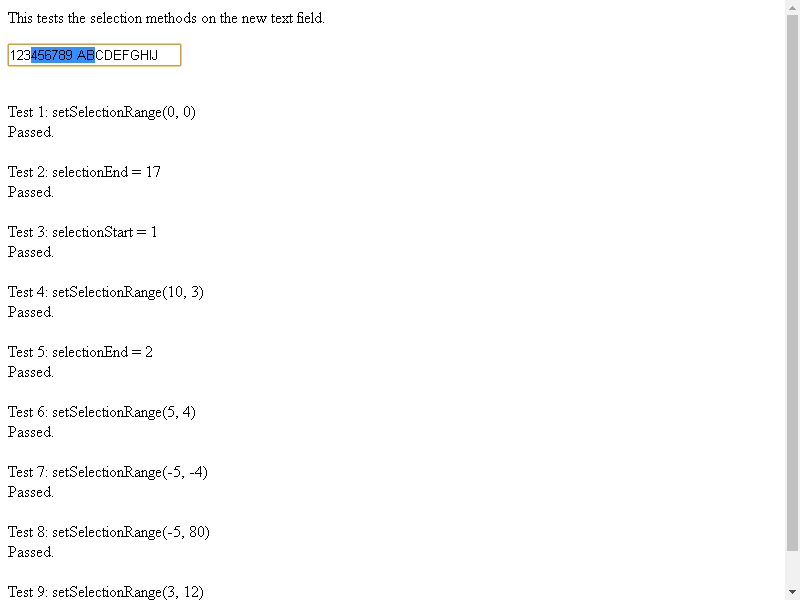 This tests the selection methods on the new text field.
123456789 ABCDEFGHIJ
Test 1: setSelectionRange(0, 0)
Passed.
Test 2: selectionEnd = 17
Passed.
Test 3: selectionStart = 1
Passed.
Test 4: setSelectionRange(10, 3)
Passed.
Test 5: selectionEnd = 2
Passed.
Test 6: setSelectionRange(5, 4)
Passed.
Test 7: setSelectionRange(-5, -4)
Passed.
Test 8: setSelectionRange(-5, 80)
Passed.
Test 9: setSelectionRange(3, 12)